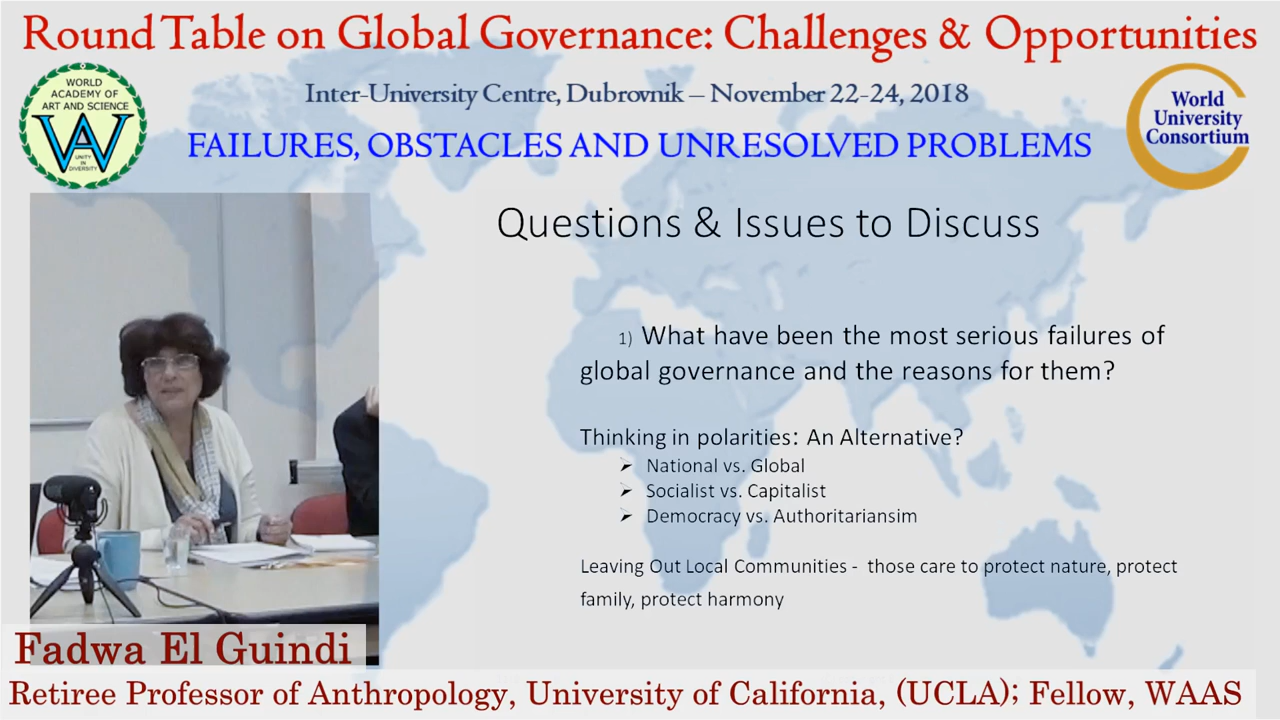 Round Table on Global Governance: Challenges & Opportunities
WORLD
ACADEMY OF
ART AND SCIENCE
WA
UNITY
IN
DIVERSITY
Inter-University Centre, Dubrovnik – November 22-24, 2018
World
University
Consortium
FAILURES, OBSTACLES AND UNRESOLVED PROBLEMS
Questions & Issues to Discuss
1) What have been the most serious failures of
global governance and the reasons for them?
Thinking in polarities: An Alternative?
➢ National vs. Global
➢ Socialist vs. Capitalist
➢ Democracy vs. Authoritariansim
Leaving Out Local Communities - those care to protect nature, protect
family, protect harmony
Fadwa El Guindi
Retiree Professor of Anthropology, University of California, (UCLA); Fellow, WAAS